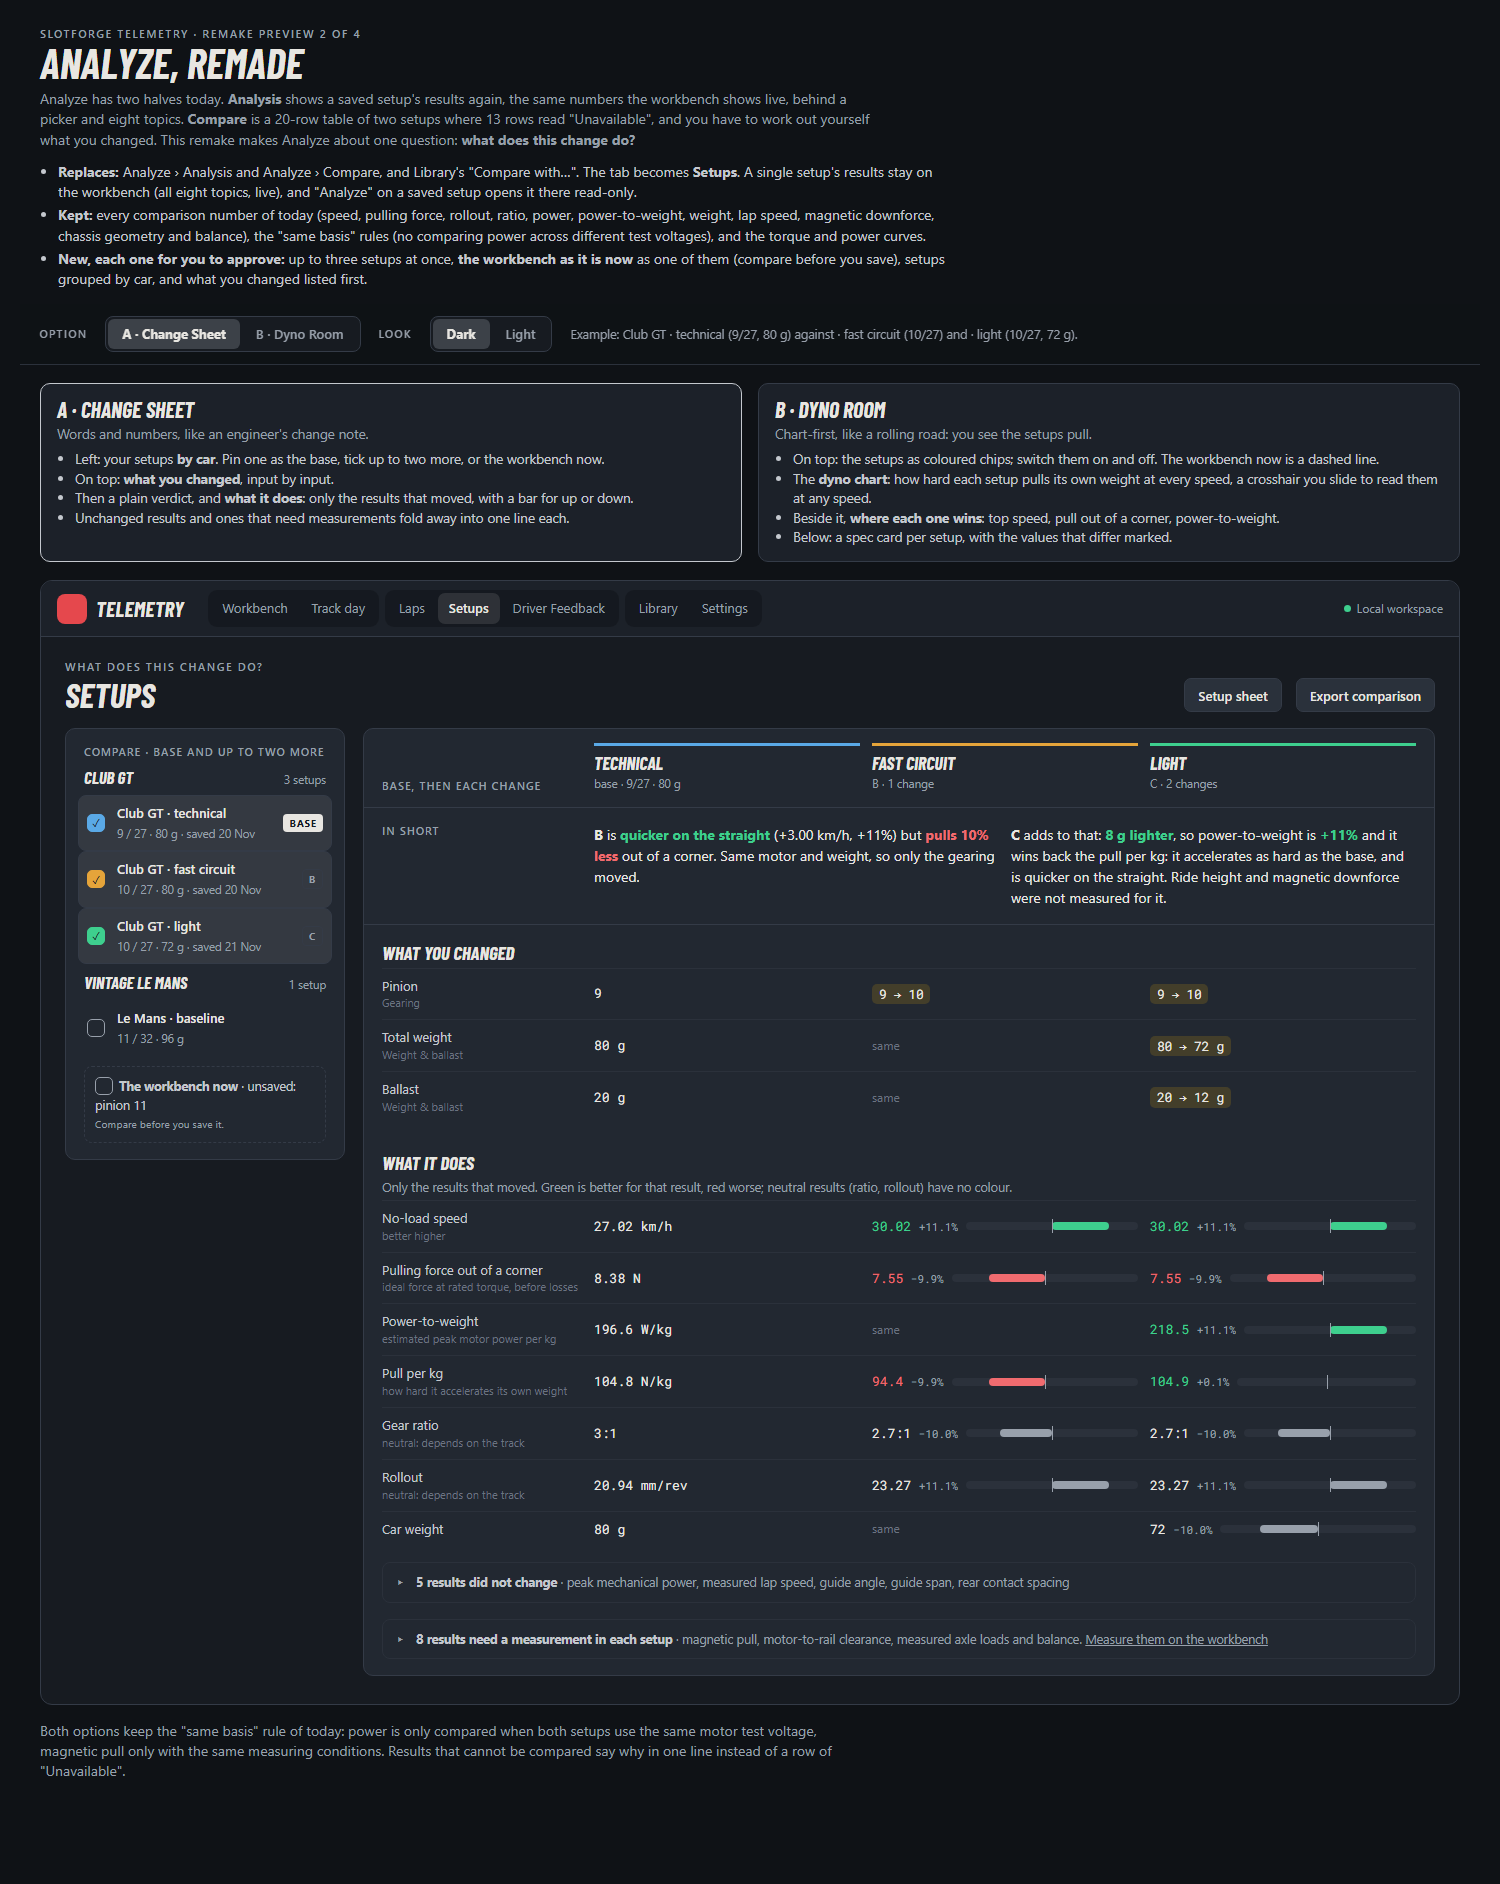 SLOTFORGE TELEMETRY · REMAKE PREVIEW 2 OF 4
ANALYZE, REMADE
Analyze has two halves today. Analysis shows a saved setup's results again, the same numbers the workbench shows live, behind a
picker and eight topics. Compare is a 20-row table of two setups where 13 rows read "Unavailable", and you have to work out yourself
what you changed. This remake makes Analyze about one question: what does this change do?
• Replaces: Analyze › Analysis and Analyze › Compare, and Library's "Compare with...". The tab becomes Setups. A single setup's results stay on
the workbench (all eight topics, live), and "Analyze" on a saved setup opens it there read-only.
• Kept: every comparison number of today (speed, pulling force, rollout, ratio, power, power-to-weight, weight, lap speed, magnetic downforce,
chassis geometry and balance), the "same basis" rules (no comparing power across different test voltages), and the torque and power curves.
• New, each one for you to approve: up to three setups at once, the workbench as it is now as one of them (compare before you save), setups
grouped by car, and what you changed listed first.
OPTION
A · Change Sheet
B · Dyno Room
LOOK
Dark
Light
Example: Club GT · technical (9/27, 80 g) against · fast circuit (10/27) and · light (10/27, 72 g).
A · CHANGE SHEET
Words and numbers, like an engineer's change note.
• Left: your setups by car. Pin one as the base, tick up to two more, or the workbench now.
• On top: what you changed, input by input.
• Then a plain verdict, and what it does: only the results that moved, with a bar for up or down.
• Unchanged results and ones that need measurements fold away into one line each.
B · DYNO ROOM
Chart-first, like a rolling road: you see the setups pull.
• On top: the setups as coloured chips; switch them on and off. The workbench now is a dashed line.
• The dyno chart: how hard each setup pulls its own weight at every speed, a crosshair you slide to read them
at any speed.
• Beside it, where each one wins: top speed, pull out of a corner, power-to-weight.
• Below: a spec card per setup, with the values that differ marked.
TELEMETRY
Workbench
Track day
Laps
Setups
Driver Feedback
Library
Settings
Local workspace
WHAT DOES THIS CHANGE DO?
SETUPS
Setup sheet
Export comparison
COMPARE · BASE AND UP TO TWO MORE
CLUB GT
3 setups
Club GT · technical
9 / 27 · 80 g · saved 20 Nov
BASE
Club GT · fast circuit
10 / 27 · 80 g · saved 20 Nov
B
Club GT · light
10 / 27 · 72 g · saved 21 Nov
C
VINTAGE LE MANS
1 setup
Le Mans · baseline
11 / 32 · 96 g
The workbench now · unsaved:
pinion 11
Compare before you save it.
BASE, THEN EACH CHANGE
TECHNICAL
base · 9/27 · 80 g
FAST CIRCUIT
B · 1 change
LIGHT
C · 2 changes
IN SHORT
B is quicker on the straight (+3.00 km/h, +11%) but pulls 10%
less out of a corner. Same motor and weight, so only the gearing
moved.
C adds to that: 8 g lighter, so power-to-weight is +11% and it
wins back the pull per kg: it accelerates as hard as the base, and
is quicker on the straight. Ride height and magnetic downforce
were not measured for it.
WHAT YOU CHANGED
Pinion
Gearing
9
9 → 10
9 → 10
Total weight
Weight & ballast
80 g
same
80 → 72 g
Ballast
Weight & ballast
20 g
same
20 → 12 g
WHAT IT DOES
Only the results that moved. Green is better for that result, red worse; neutral results (ratio, rollout) have no colour.
No-load speed
better higher
27.02 km/h
30.02 +11.1%
30.02 +11.1%
Pulling force out of a corner
ideal force at rated torque, before losses
8.38 N
7.55 -9.9%
7.55 -9.9%
Power-to-weight
estimated peak motor power per kg
196.6 W/kg
same
218.5 +11.1%
Pull per kg
how hard it accelerates its own weight
104.8 N/kg
94.4 -9.9%
104.9 +0.1%
Gear ratio
neutral: depends on the track
3:1
2.7:1 -10.0%
2.7:1 -10.0%
Rollout
neutral: depends on the track
20.94 mm/rev
23.27 +11.1%
23.27 +11.1%
Car weight
80 g
same
72 -10.0%
▸ 5 results did not change · peak mechanical power, measured lap speed, guide angle, guide span, rear contact spacing
▸ 8 results need a measurement in each setup · magnetic pull, motor-to-rail clearance, measured axle loads and balance. Measure them on the workbench
Both options keep the "same basis" rule of today: power is only compared when both setups use the same motor test voltage,
magnetic pull only with the same measuring conditions. Results that cannot be compared say why in one line instead of a row of
"Unavailable".